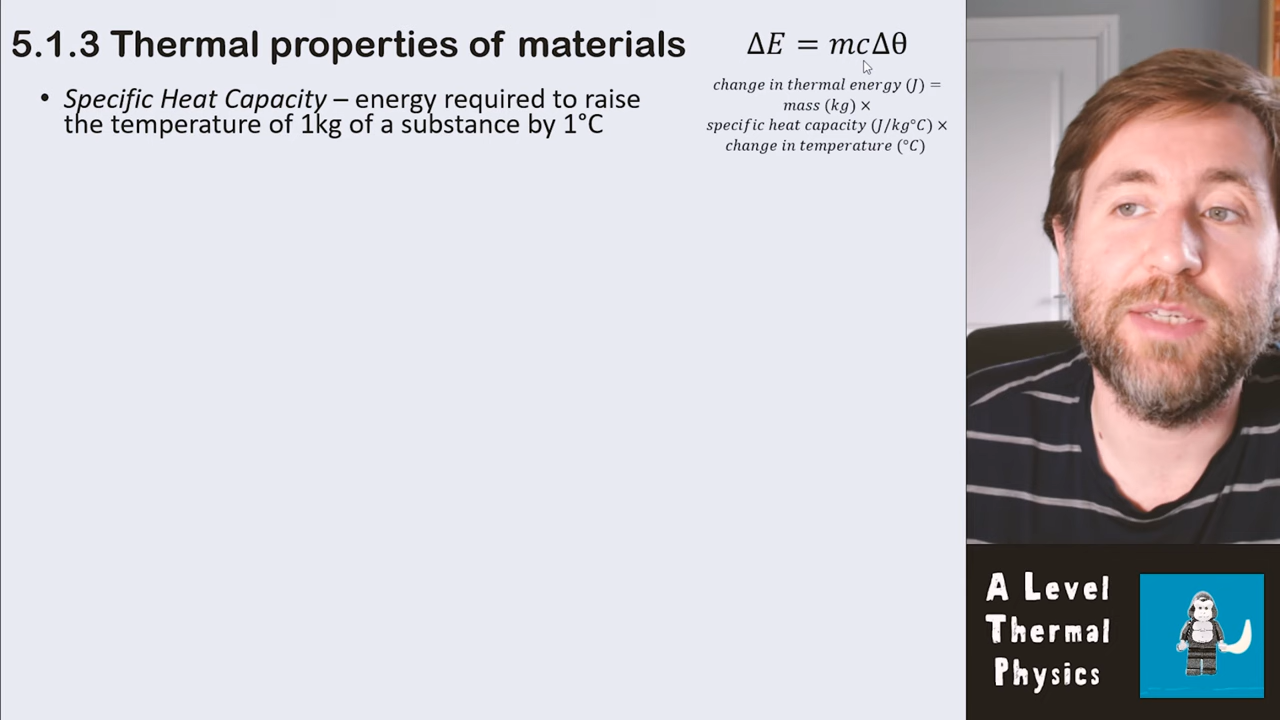 5.1.3 Thermal properties of materials
• Specific Heat Capacity – energy required to raise
the temperature of 1kg of a substance by 1°C
ΔE = mcΔθ
change in thermal energy (J) =
mass (kg) ×
specific heat capacity (J/kg°C) ×
change in temperature (°C)
A Level
Thermal
Physics